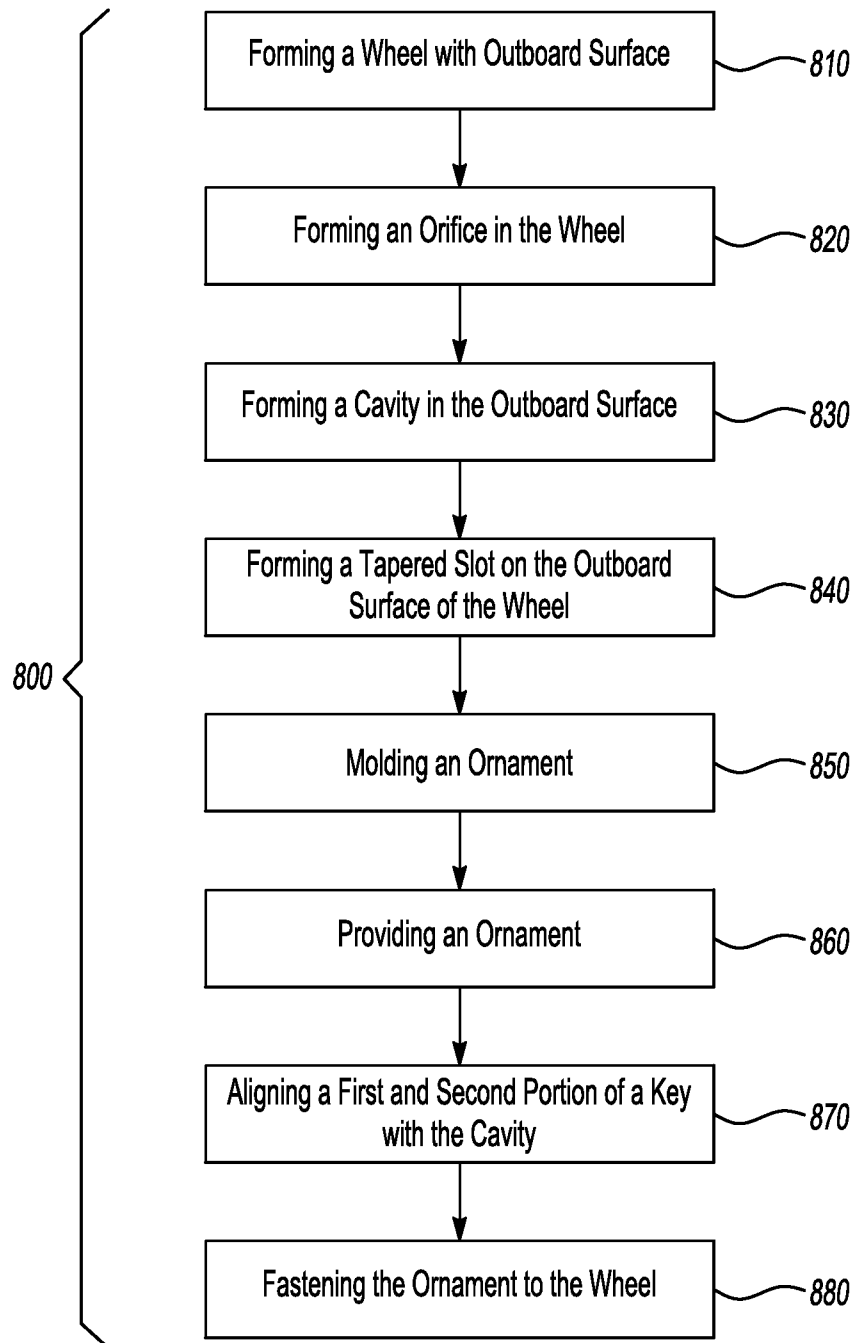 Forming a Wheel with Outboard Surface
810
Forming an Orifice in the Wheel
820
Forming a Cavity in the Outboard Surface
830
Forming a Tapered Slot on the Outboard
Surface of the Wheel
840
800
Molding an Ornament
850
Providing an Ornament
860
Aligning a First and Second Portion of a Key
with the Cavity
870
Fastening the Ornament to the Wheel
880